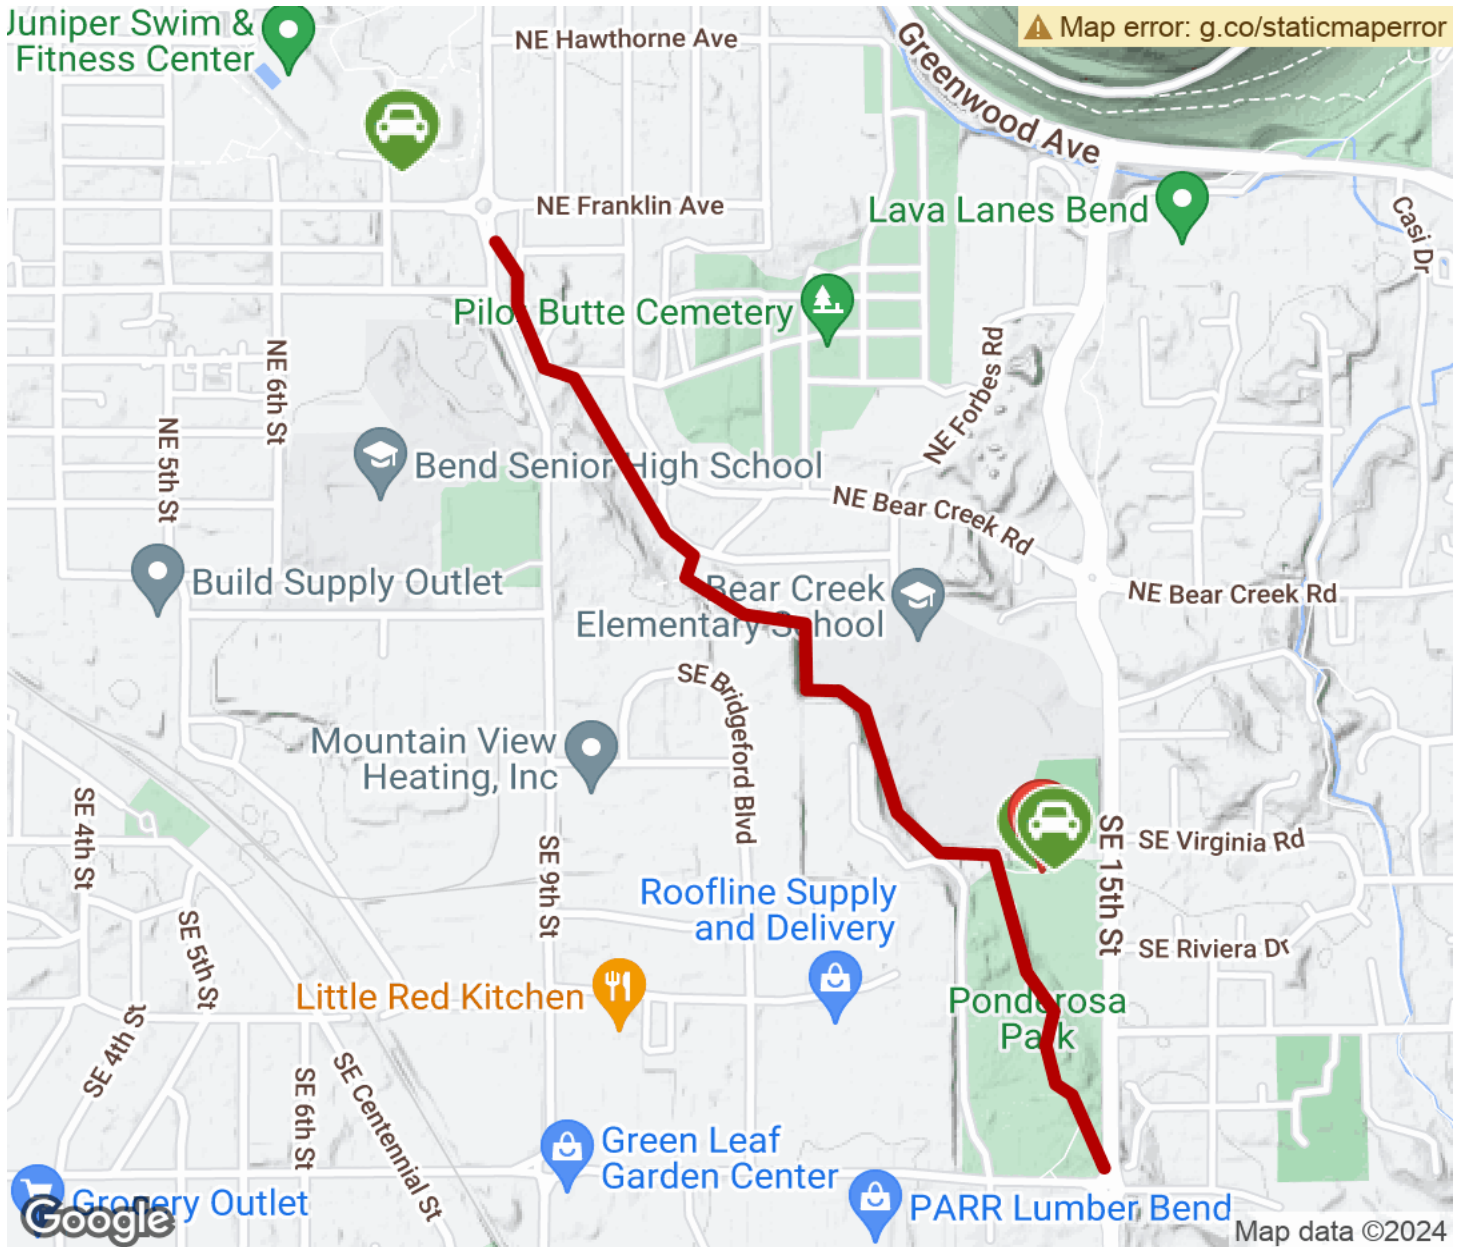 Juniper Swim &
Fitness Center
NE Hawthorne Ave
Greenwood Ave
Map error: g.co/staticmaperror
NE Franklin Ave
Lava Lanes Bend
Casi Dr
Pilot Butte Cemetery
NE 6th St
NE 5th St
NE Forbes Rd
Bend Senior High School
NE Bear Creek Rd
Build Supply Outlet
Bear Creek
Elementary School
NE Bear Creek Rd
SE Bridgeford Blvd
Mountain View
Heating, Inc
SE 4th St
SE 9th St
SE 15th St
SE Virginia Rd
Roofline Supply
and Delivery
SE 5th St
SE Riviera Dr
Little Red Kitchen
Ponderosa
Park
SE 4th St
SE 6th St
SE Centennial St
Green Leaf
Garden Center
Grocery Outlet
PARR Lumber Bend
Google
Map data ©2024